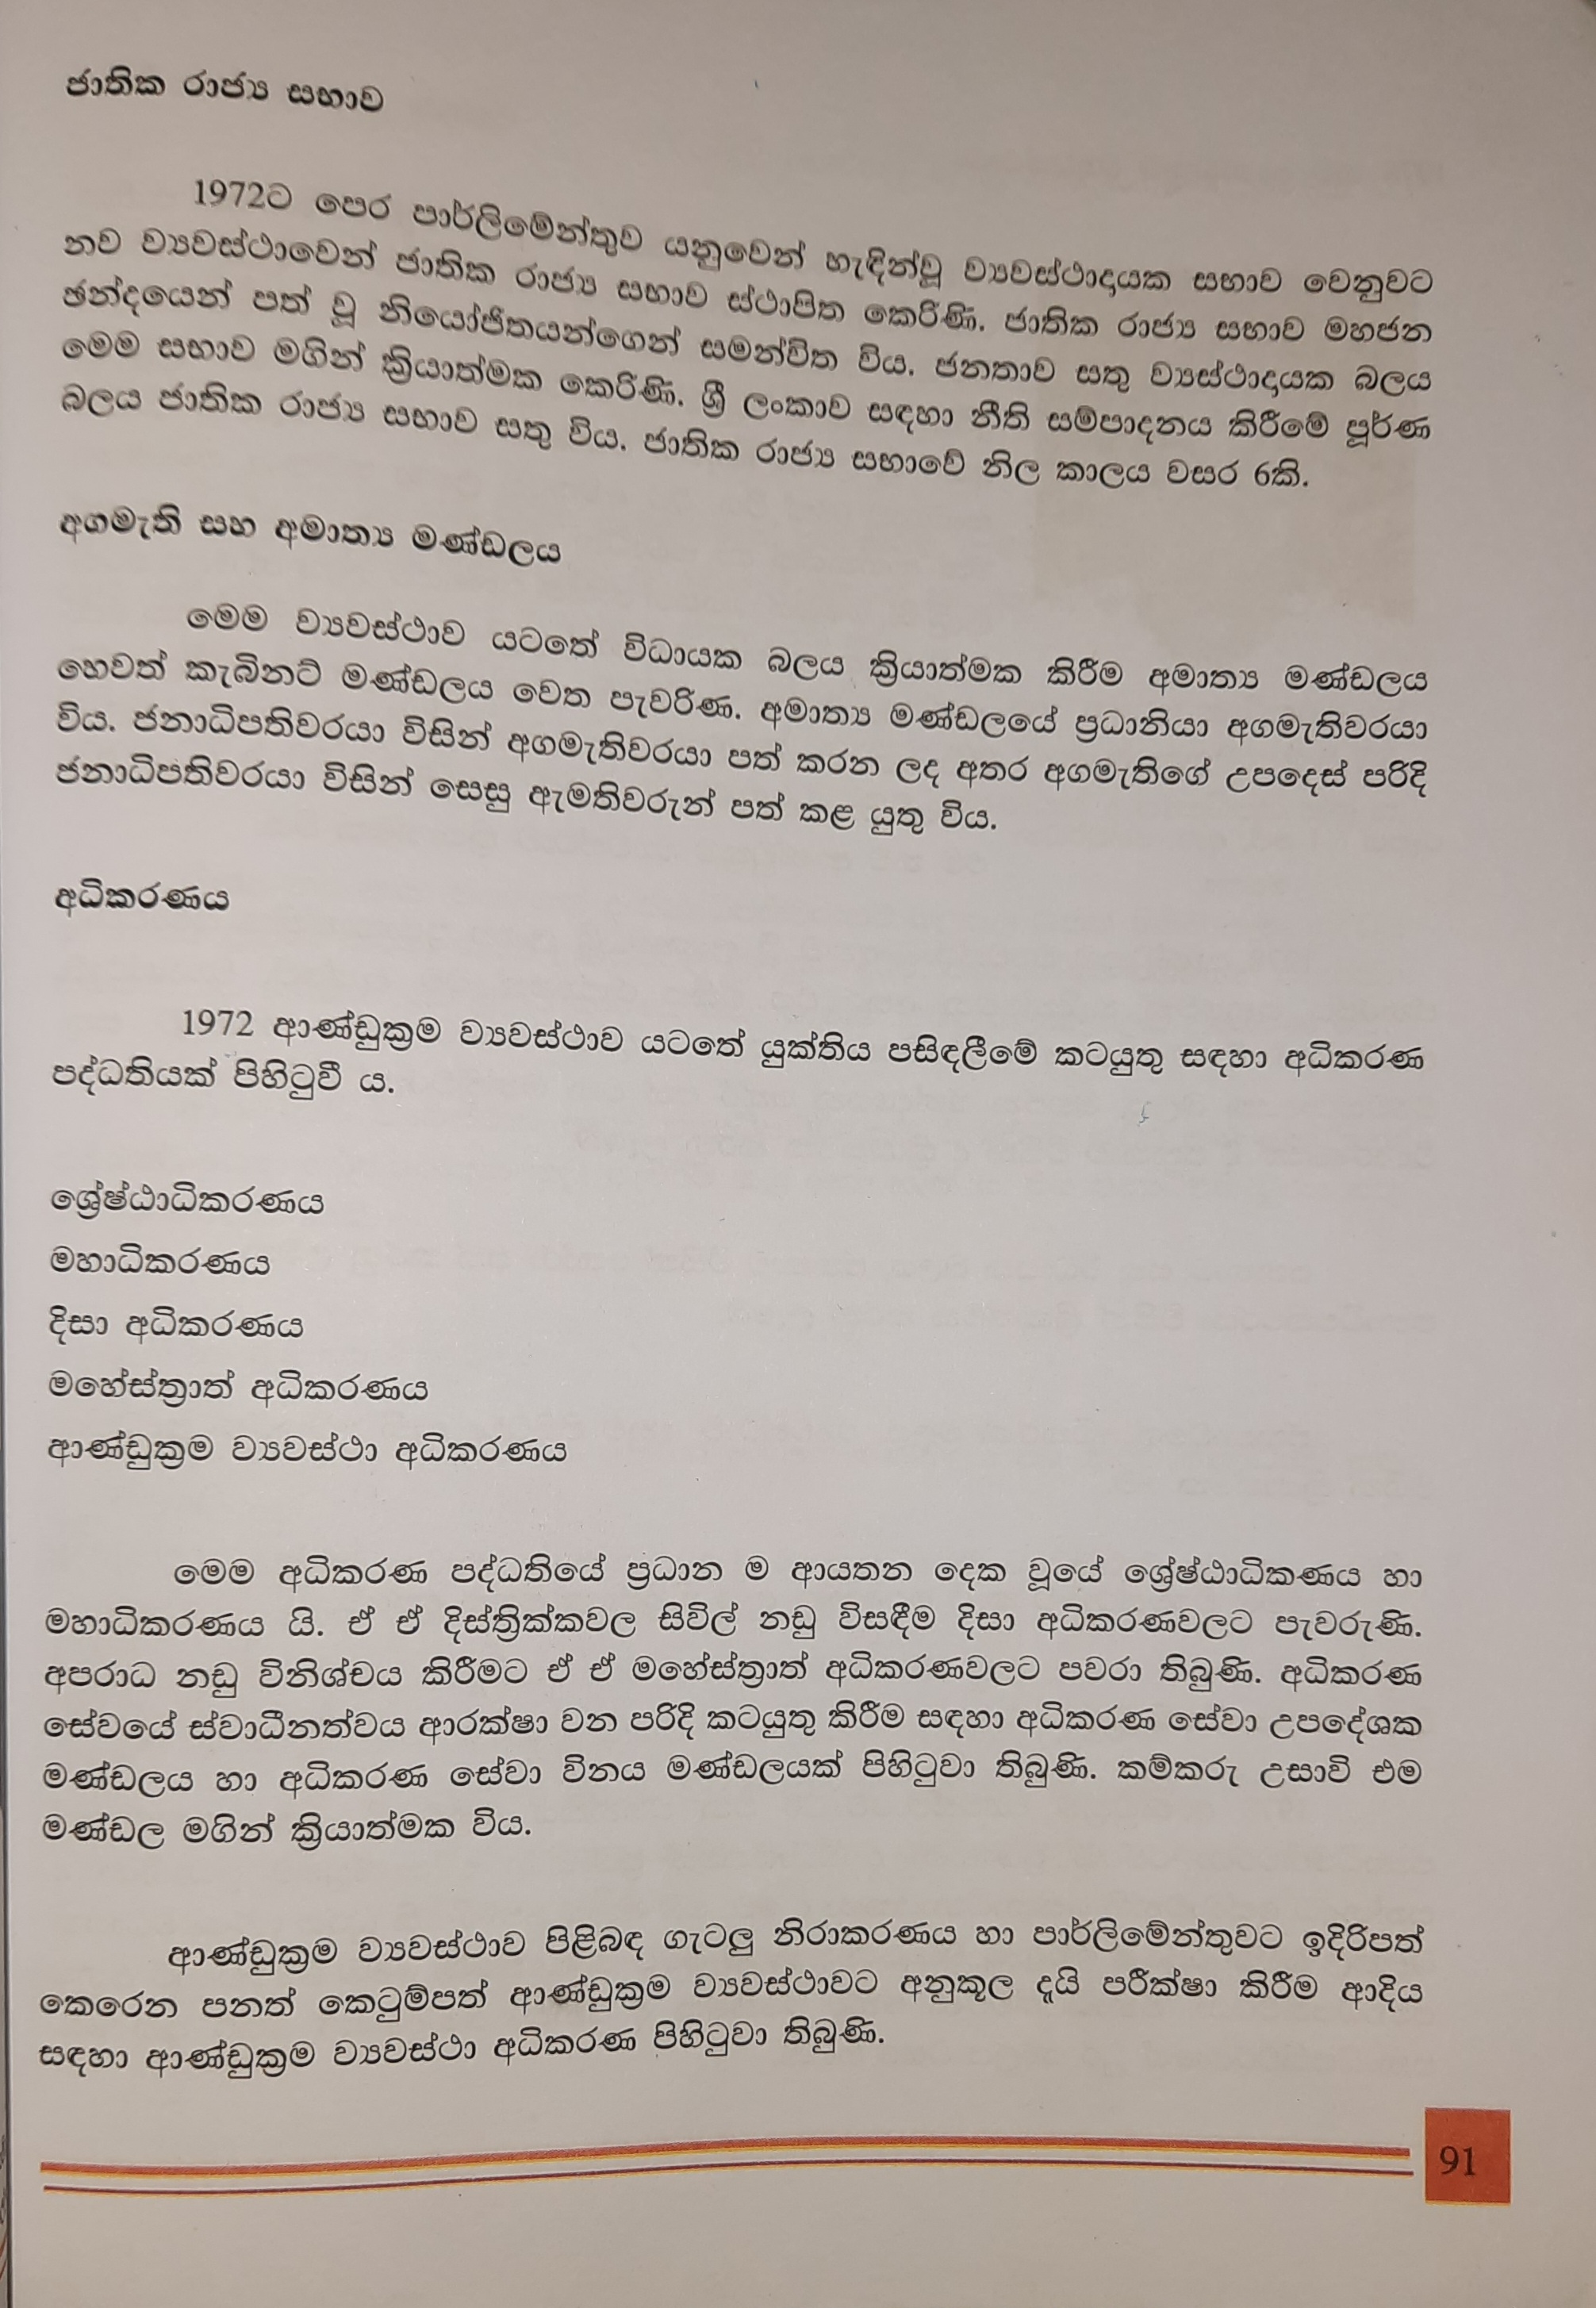 ජාතික රාජ්‍ය සභාව
1972ට පෙර පාර්ලිමේන්තුව යනුවෙන් හැඳින්වූ ව්‍යවස්ථාදායක සභාව වෙනුවට
නව ව්‍යවස්ථාවෙන් ජාතික රාජ්‍ය සභාව ස්ථාපිත කෙරිණි. ජාතික රාජ්‍ය සභාව මහජන
ඡන්දයෙන් පත් වූ නියෝජිතයන්ගෙන් සමන්විත විය. ජනතාව සතු ව්‍යස්ථාදායක බලය
මෙම සභාව මගින් ක්‍රියාත්මක කෙරිණි. ශ්‍රී ලංකාව සඳහා නීති සම්පාදනය කිරීමේ පූර්ණ
බලය ජාතික රාජ්‍ය සභාව සතු විය. ජාතික රාජ්‍ය සභාවේ නිල කාලය වසර 6කි.
අගමැති සහ අමාත්‍ය මණ්ඩලය
මෙම ව්‍යවස්ථාව යටතේ විධායක බලය ක්‍රියාත්මක කිරීම අමාත්‍ය මණ්ඩලය
හෙවත් කැබිනට් මණ්ඩලය වෙත පැවරිණ. අමාත්‍ය මණ්ඩලයේ ප්‍රධානියා අගමැතිවරයා
විය. ජනාධිපතිවරයා විසින් අගමැතිවරයා පත් කරන ලද අතර අගමැතිගේ උපදෙස් පරිදි
ජනාධිපතිවරයා විසින් සෙසු ඇමතිවරුන් පත් කළ යුතු විය.
අධිකරණය
1972 ආණ්ඩුක්‍රම ව්‍යවස්ථාව යටතේ යුක්තිය පසිඳලීමේ කටයුතු සඳහා අධිකරණ
පද්ධතියක් පිහිටුවී ය.
ශ්‍රේෂ්ඨාධිකරණය
මහාධිකරණය
දිසා අධිකරණය
මහේස්ත්‍රාත් අධිකරණය
ආණ්ඩුක්‍රම ව්‍යවස්ථා අධිකරණය
මෙම අධිකරණ පද්ධතියේ ප්‍රධාන ම ආයතන දෙක වූයේ ශ්‍රේෂ්ඨාධිකණය හා
මහාධිකරණය යි. ඒ ඒ දිස්ත්‍රික්කවල සිවිල් නඩු විසඳීම දිසා අධිකරණවලට පැවරුණි.
අපරාධ නඩු විනිශ්චය කිරීමට ඒ ඒ මහේස්ත්‍රාත් අධිකරණවලට පවරා තිබුණි. අධිකරණ
සේවයේ ස්වාධීනත්වය ආරක්ෂා වන පරිදි කටයුතු කිරීම සඳහා අධිකරණ සේවා උපදේශක
මණ්ඩලය හා අධිකරණ සේවා විනය මණ්ඩලයක් පිහිටුවා තිබුණි. කම්කරු උසාවි එම
මණ්ඩල මගින් ක්‍රියාත්මක විය.
ආණ්ඩුක්‍රම ව්‍යවස්ථාව පිළිබඳ ගැටලු නිරාකරණය හා පාර්ලිමේන්තුවට ඉදිරිපත්
කෙරෙන පනත් කෙටුම්පත් ආණ්ඩුක්‍රම ව්‍යවස්ථාවට අනුකූල දැයි පරීක්ෂා කිරීම ආදිය
සඳහා ආණ්ඩුක්‍රම ව්‍යවස්ථා අධිකරණ පිහිටුවා තිබුණි.
91